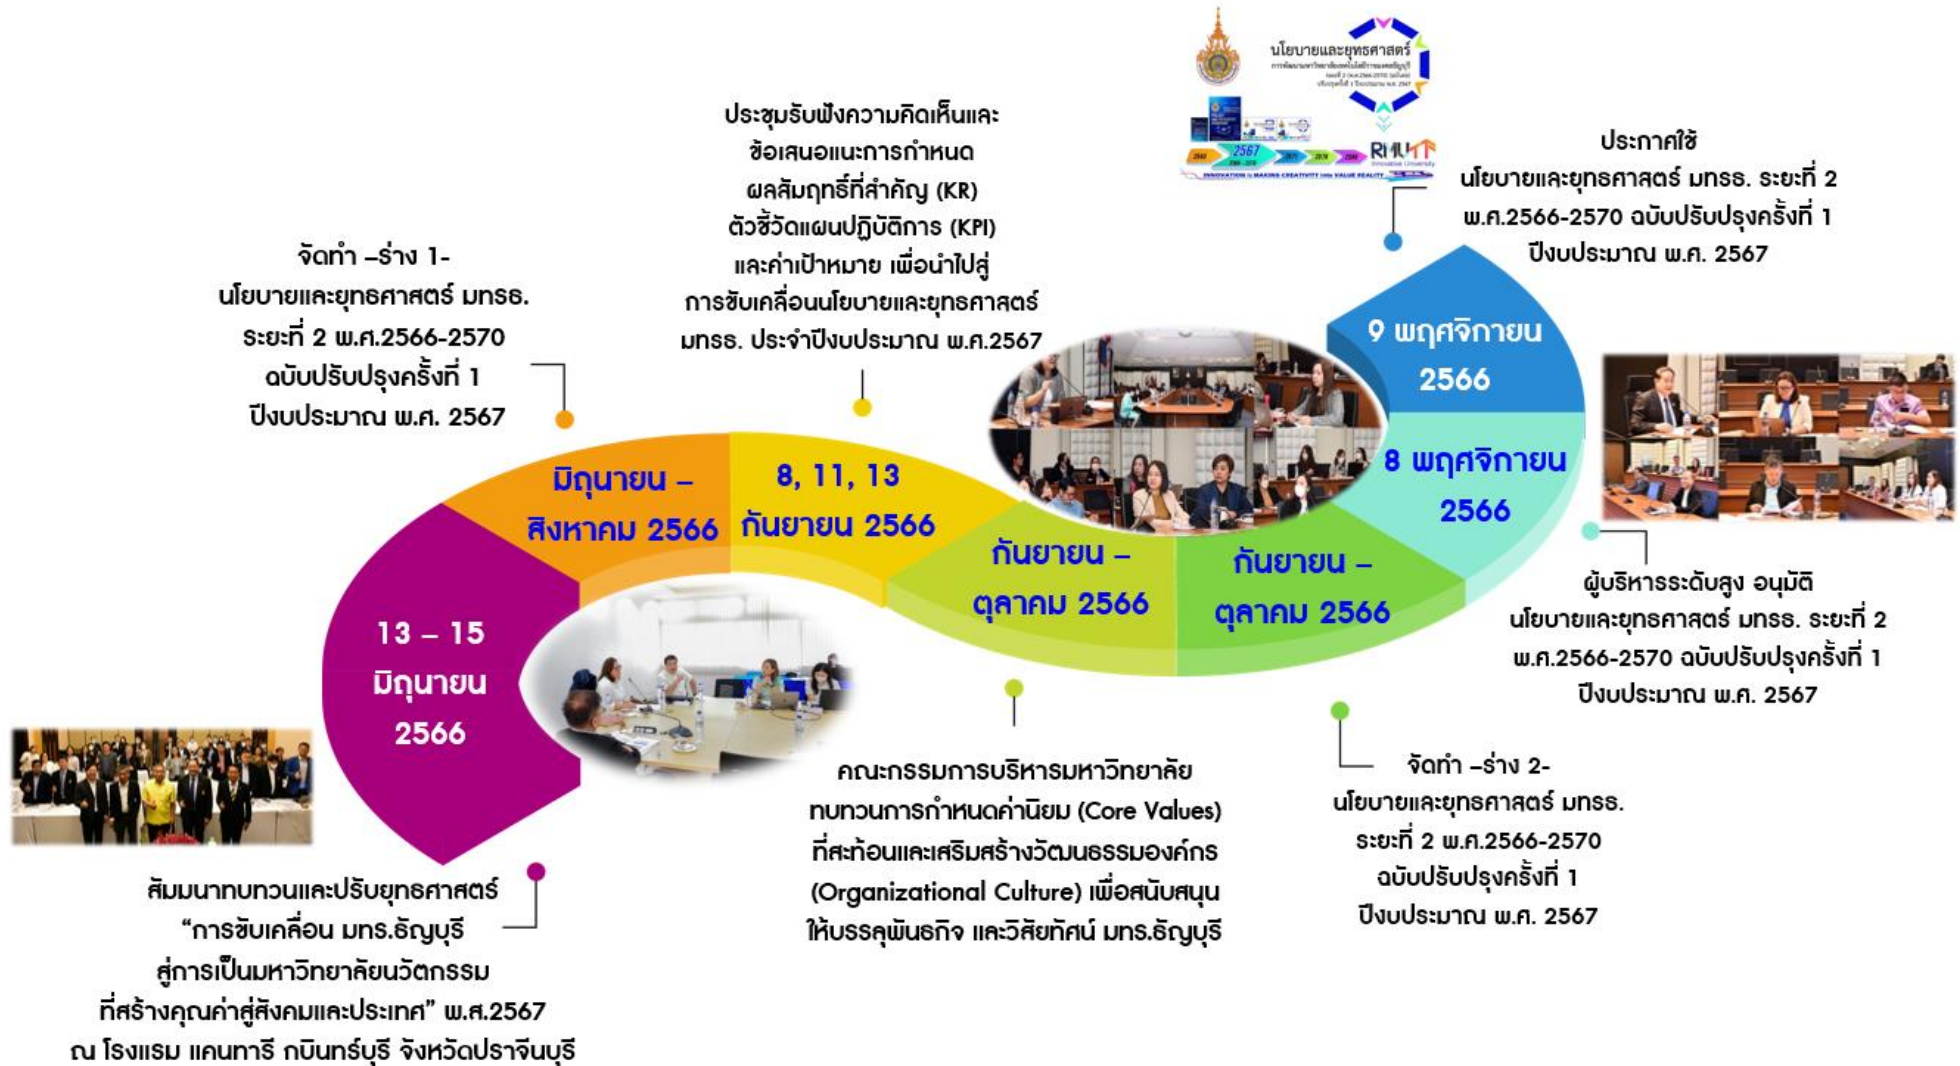 นโยบายและยุทธศาสตร์
2567
RMUTT
Innovative University
INNOVATION is MAKING CREATIVITY into VALUE REALITY
ประกาศใช้
นโยบายและยุทธศาสตร์ มทรธ. ระยะที่ 2
พ.ศ.2566-2570 ฉบับปรับปรุงครั้งที่ 1
ปีงบประมาณ พ.ศ. 2567
ประชุมรับฟังความคิดเห็นและ
ข้อเสนอแนะการกำหนด
ผลสัมฤทธิ์ที่สำคัญ (KR)
ตัวชี้วัดแผนปฏิบัติการ (KPI)
และค่าเป้าหมาย เพื่อนำไปสู่
การขับเคลื่อนนโยบายและยุทธศาสตร์
มทรธ. ประจำปีงบประมาณ พ.ศ.2567
จัดทำ –ร่าง 1-
นโยบายและยุทธศาสตร์ มทรธ.
ระยะที่ 2 พ.ศ.2566-2570
ฉบับปรับปรุงครั้งที่ 1
ปีงบประมาณ พ.ศ. 2567
9 พฤศจิกายน
2566
8 พฤศจิกายน
2566
มิถุนายน –
สิงหาคม 2566
8, 11, 13
กันยายน 2566
กันยายน –
ตุลาคม 2566
กันยายน –
ตุลาคม 2566
13 – 15
มิถุนายน
2566
ผู้บริหารระดับสูง อนุมัติ
นโยบายและยุทธศาสตร์ มทรธ. ระยะที่ 2
พ.ศ.2566-2570 ฉบับปรับปรุงครั้งที่ 1
ปีงบประมาณ พ.ศ. 2567
คณะกรรมการบริหารมหาวิทยาลัย
ทบทวนการกำหนดค่านิยม (Core Values)
ที่สะท้อนและเสริมสร้างวัฒนธรรมองค์กร
(Organizational Culture) เพื่อสนับสนุน
ให้บรรลุพันธกิจ และวิสัยทัศน์ มทร.ธัญบุรี
จัดทำ –ร่าง 2-
นโยบายและยุทธศาสตร์ มทรธ.
ระยะที่ 2 พ.ศ.2566-2570
ฉบับปรับปรุงครั้งที่ 1
ปีงบประมาณ พ.ศ. 2567
สัมมนาทบทวนและปรับยุทธศาสตร์
“การขับเคลื่อน มทร.ธัญบุรี
สู่การเป็นมหาวิทยาลัยนวัตกรรม
ที่สร้างคุณค่าสู่สังคมและประเทศ” พ.ศ.2567
ณ โรงแรม แคนทารี กบินทร์บุรี จังหวัดปราจีนบุรี